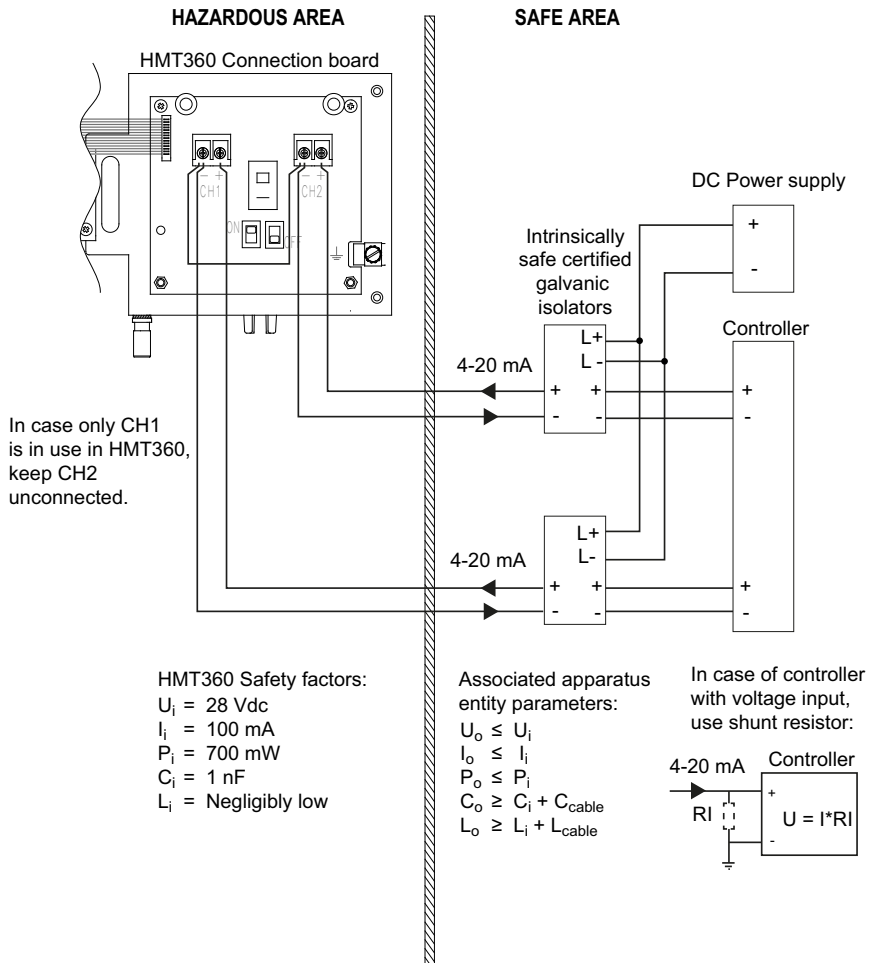 HAZARDOUS AREA
SAFE AREA
HMT360 Connection board
- +
CH1
- +
CH2
ON
OFF
DC Power supply
+
-
Intrinsically
safe certified
galvanic
isolators
Controller
L+
L -
4-20 mA
+ +
- -
+
-
In case only CH1
is in use in HMT360,
keep CH2
unconnected.
L+
L-
4-20 mA
+ +
- -
+
-
HMT360 Safety factors:
Ui = 28 Vdc
Ii = 100 mA
Pi = 700 mW
Ci = 1 nF
Li = Negligibly low
Associated apparatus
entity parameters:
Uo ≤ Ui
Io ≤ Ii
Po ≤ Pi
Co ≥ Ci + Ccable
Lo ≥ Li + Lcable
In case of controller
with voltage input,
use shunt resistor:
4-20 mA
Controller
+
RI
U = I*RI
-